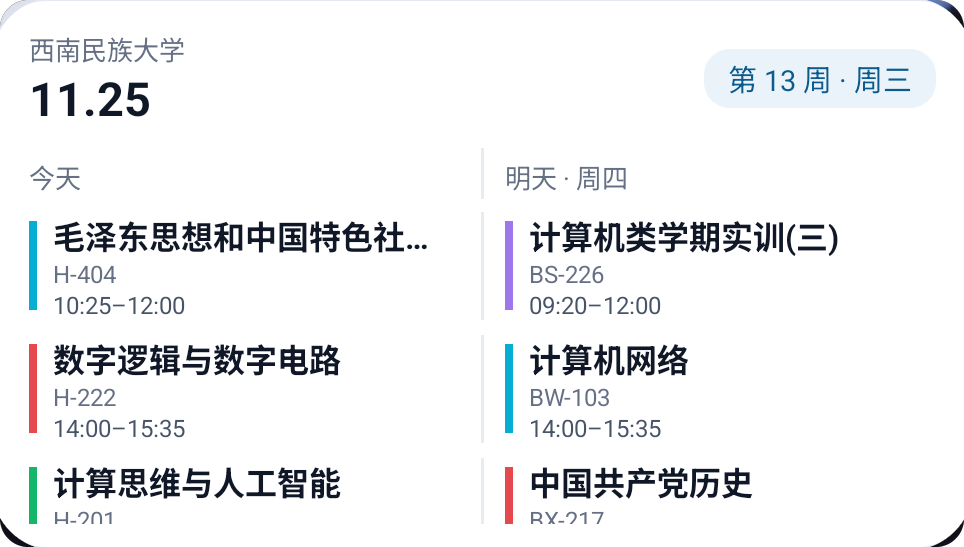 西南民族大学
11.25
第 13 周 · 周三
今天
毛泽东思想和中国特色社…
H-404
10:25–12:00
数字逻辑与数字电路
H-222
14:00–15:35
计算思维与人工智能
H-201
明天 · 周四
计算机类学期实训(三)
BS-226
09:20–12:00
计算机网络
BW-103
14:00–15:35
中国共产党历史
BX-217